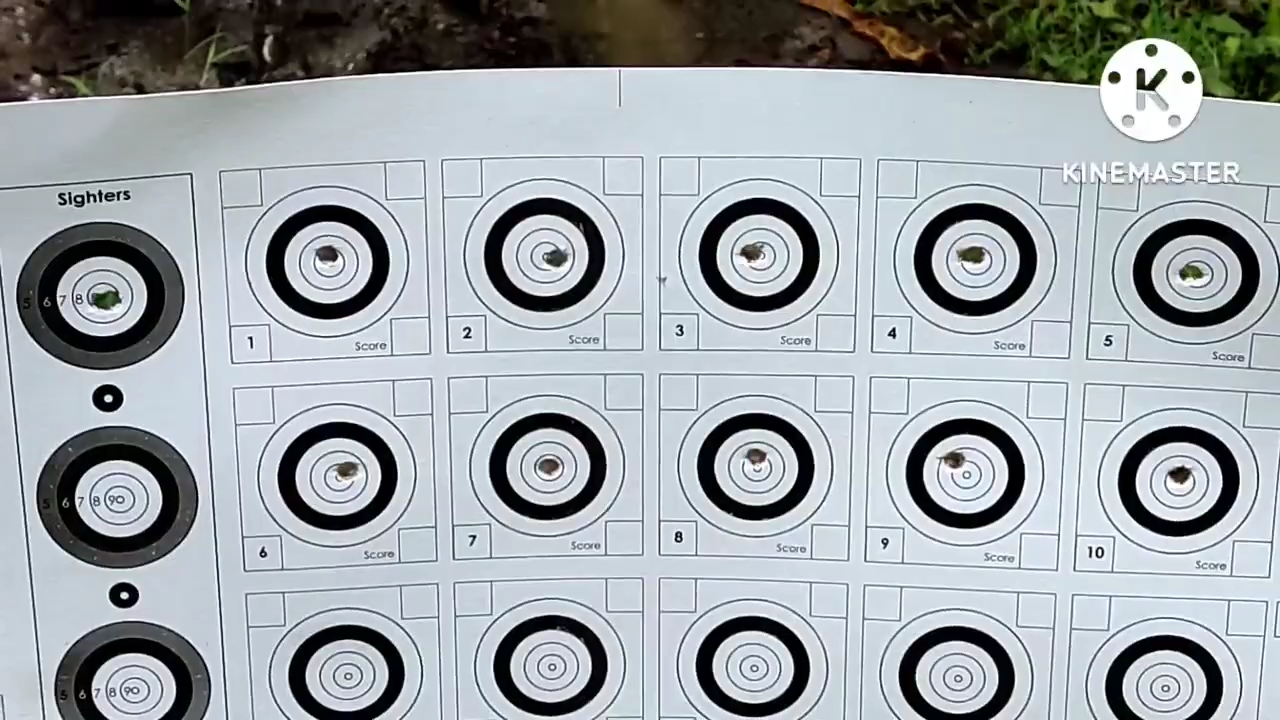 K
KINEMASTER
Sighters
5 6 7 8
1 Score
2 Score
3 Score
4 Score
5 Score
5 6 7 8 9 0
6 Score
7 Score
8 Score
9 Score
10 Score
5 6 7 8 9 0